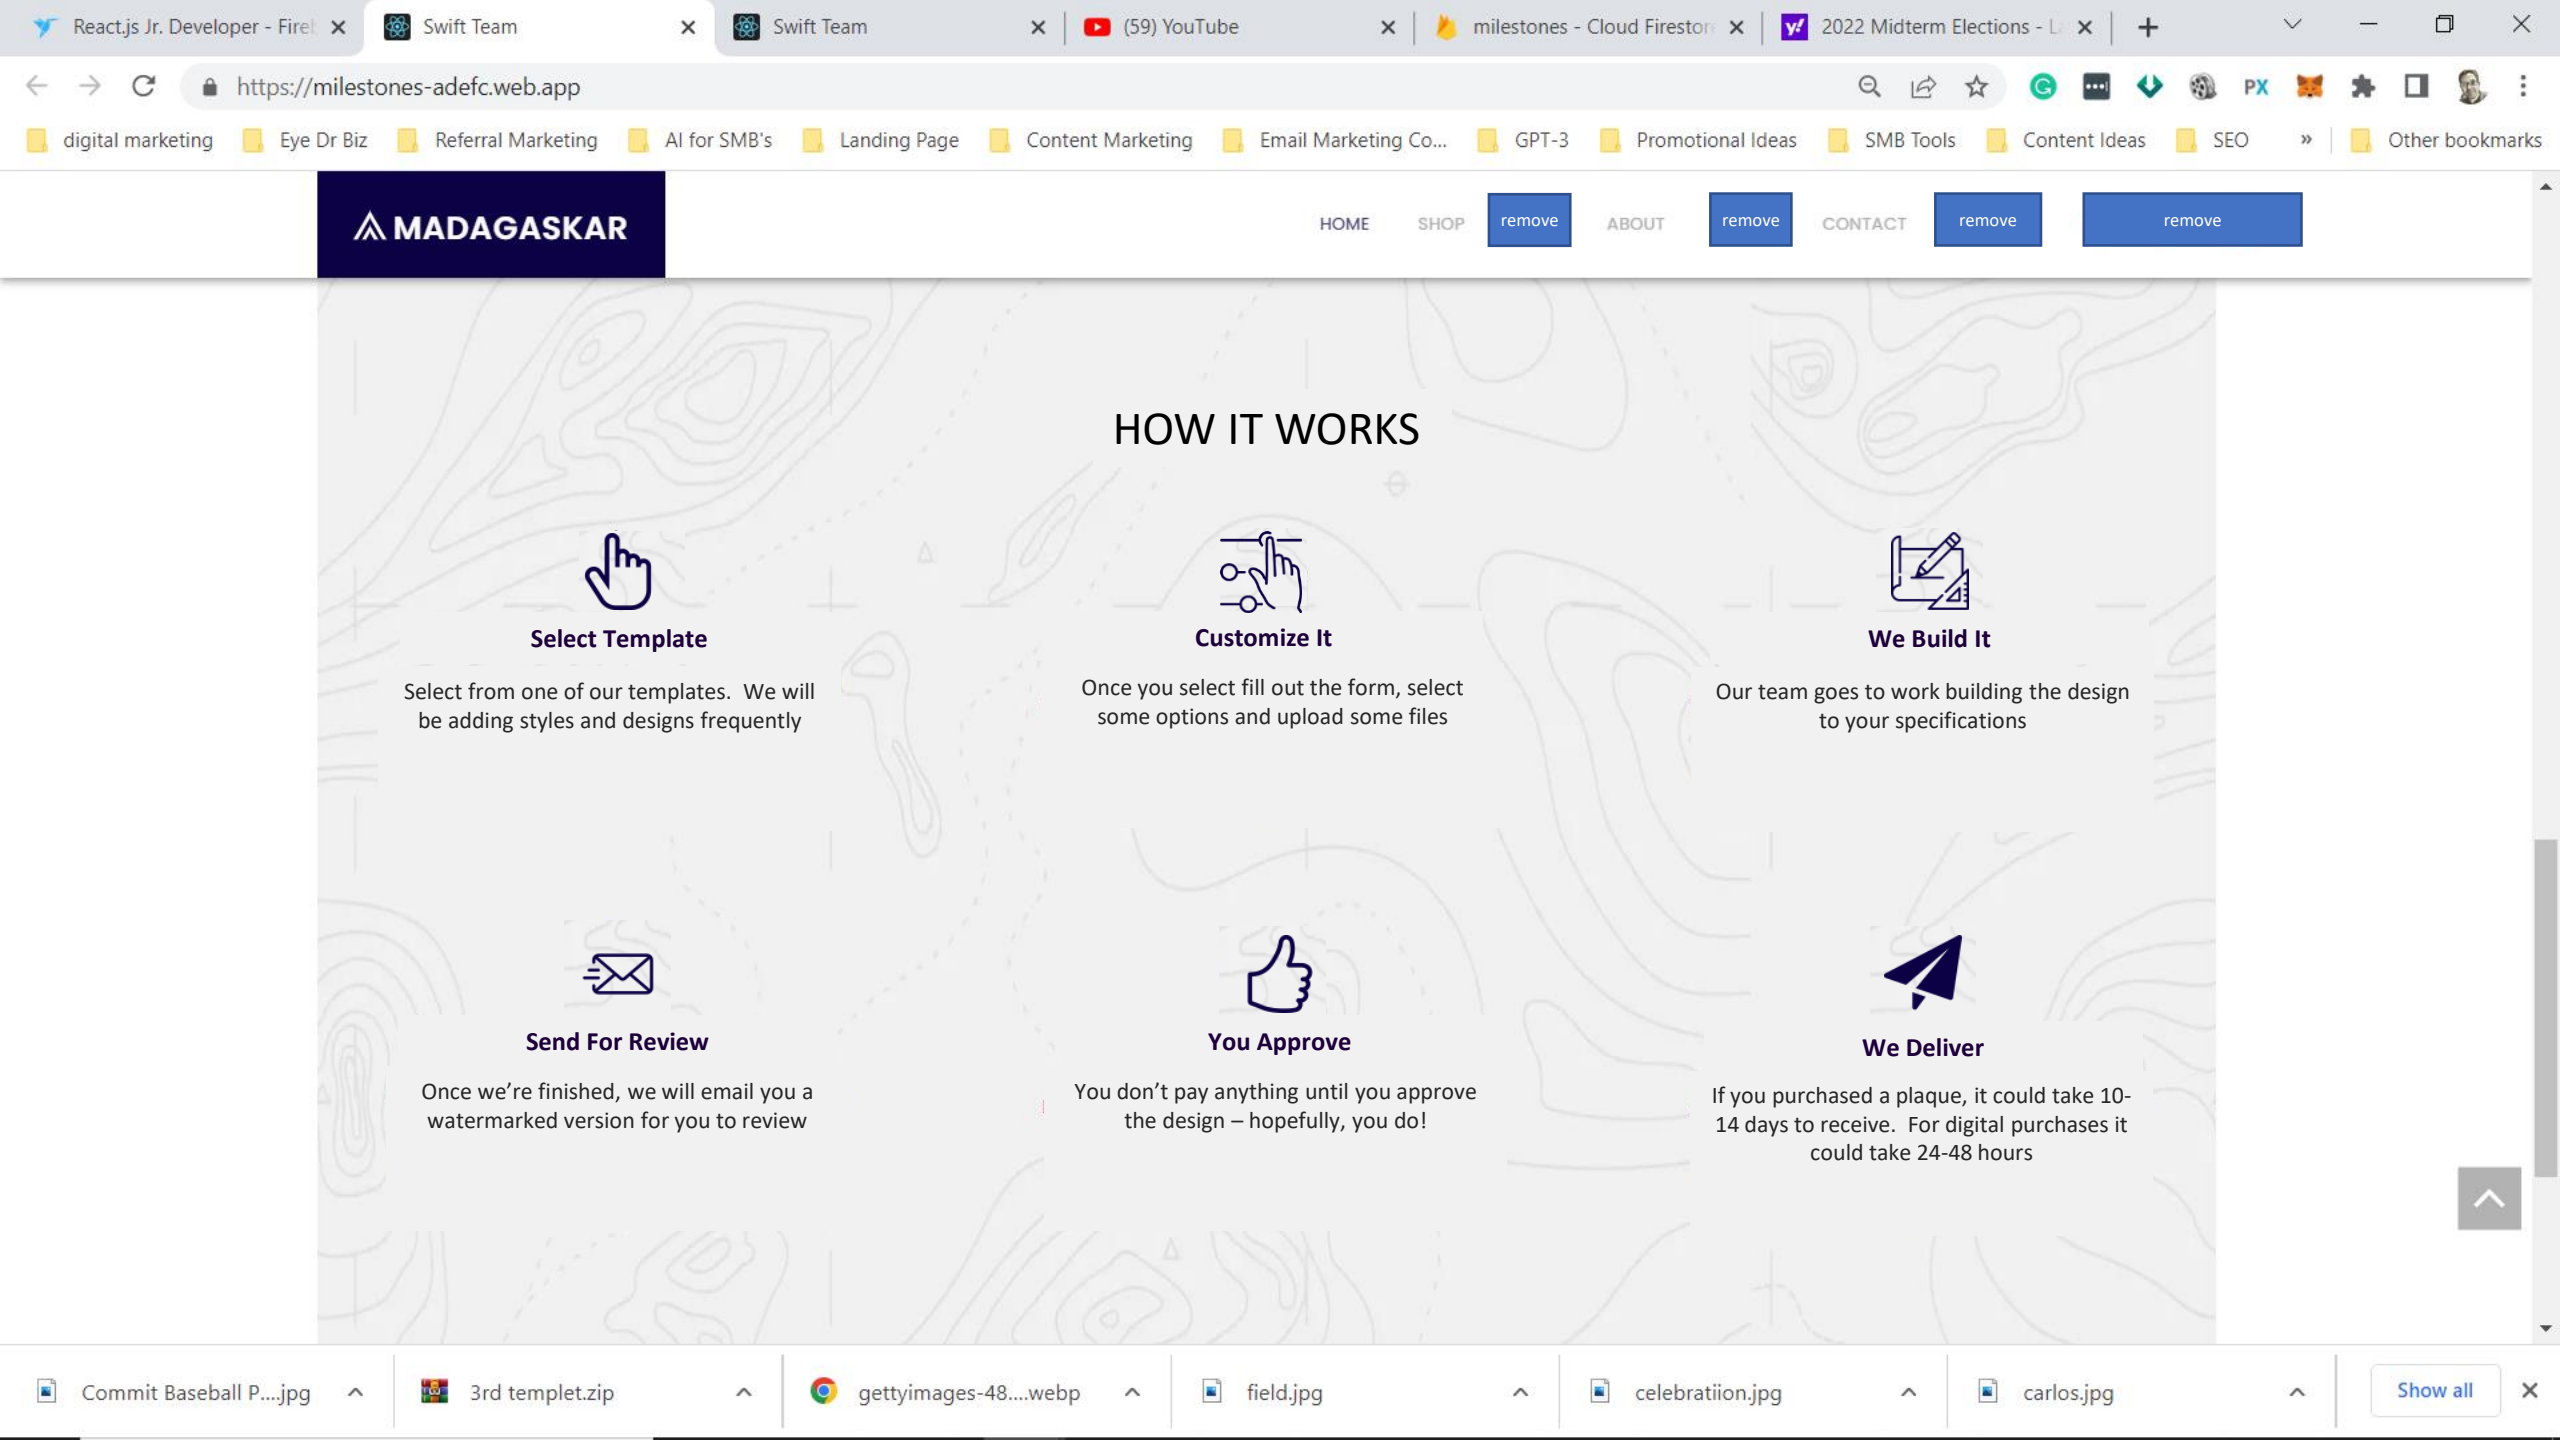 React.js Jr. Developer - Fire
Swift Team
Swift Team
(59) YouTube
milestones - Cloud Firestor
2022 Midterm Elections - L
https://milestones-adefc.web.app
digital marketing
Eye Dr Biz
Referral Marketing
AI for SMB's
Landing Page
Content Marketing
Email Marketing Co...
GPT-3
Promotional Ideas
SMB Tools
Content Ideas
SEO
»
Other bookmarks
MADAGASKAR
HOME
SHOP
remove
ABOUT
remove
CONTACT
remove
remove
HOW IT WORKS
Select Template
Select from one of our templates. We will
be adding styles and designs frequently
Customize It
Once you select fill out the form, select
some options and upload some files
We Build It
Our team goes to work building the design
to your specifications
Send For Review
Once we’re finished, we will email you a
watermarked version for you to review
You Approve
You don’t pay anything until you approve
the design – hopefully, you do!
We Deliver
If you purchased a plaque, it could take 10-
14 days to receive. For digital purchases it
could take 24-48 hours
Commit Baseball P....jpg
3rd templet.zip
gettyimages-48....webp
field.jpg
celebratiion.jpg
carlos.jpg
Show all